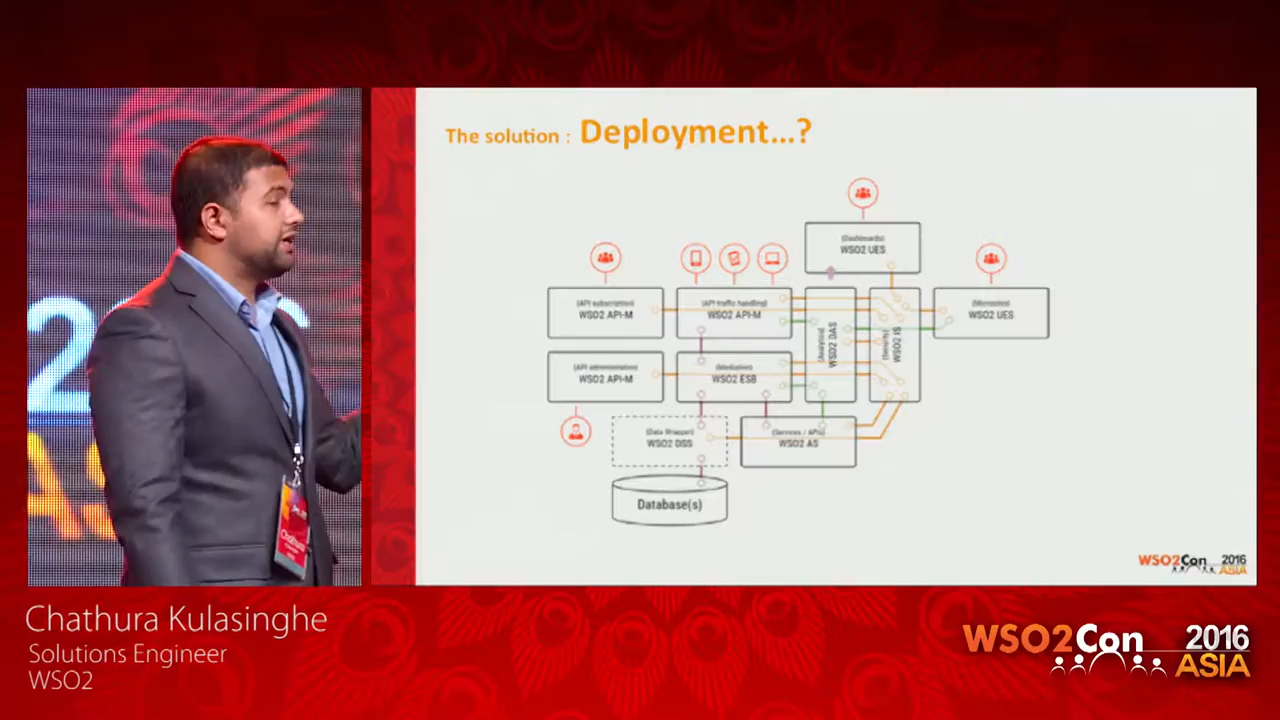 The solution : Deployment...?
(Dashboards)
WSO2 UES
(API subscription)
WSO2 API-M
(API traffic handling)
WSO2 API-M
(Analytics)
WSO2 DAS
(Security)
WSO2 IS
(Microsites)
WSO2 UES
(API administration)
WSO2 API-M
(Mediation)
WSO2 ESB
(Data Wrapper)
WSO2 DSS
(Services / APIs)
WSO2 AS
Database(s)
WSO2Con 2016
ASIA
Chathura
Chathura Kulasinghe
Solutions Engineer
WSO2
WSO2Con 2016
ASIA